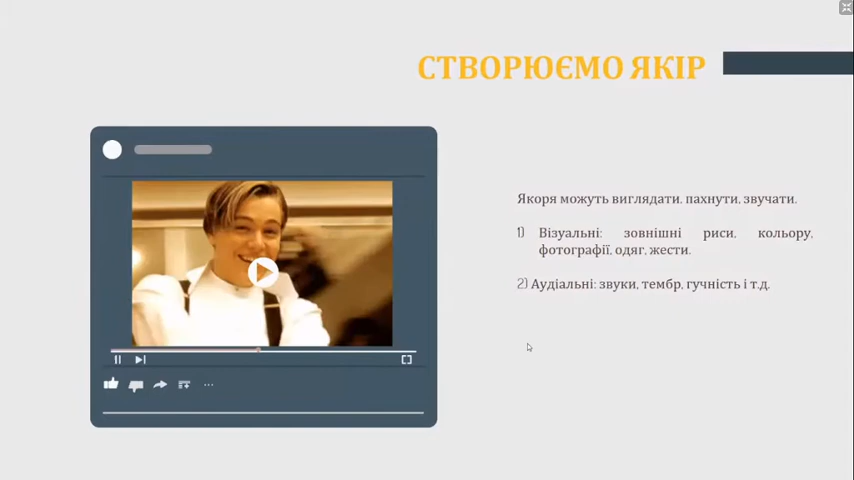 СТВОРЮЄМО ЯКІР
Якоря можуть виглядати, пахнути, звучати.
1) Візуальні: зовнішні риси, кольору,
фотографії, одяг, жести.
2) Аудіальні: звуки, тембр, гучність і т.д.